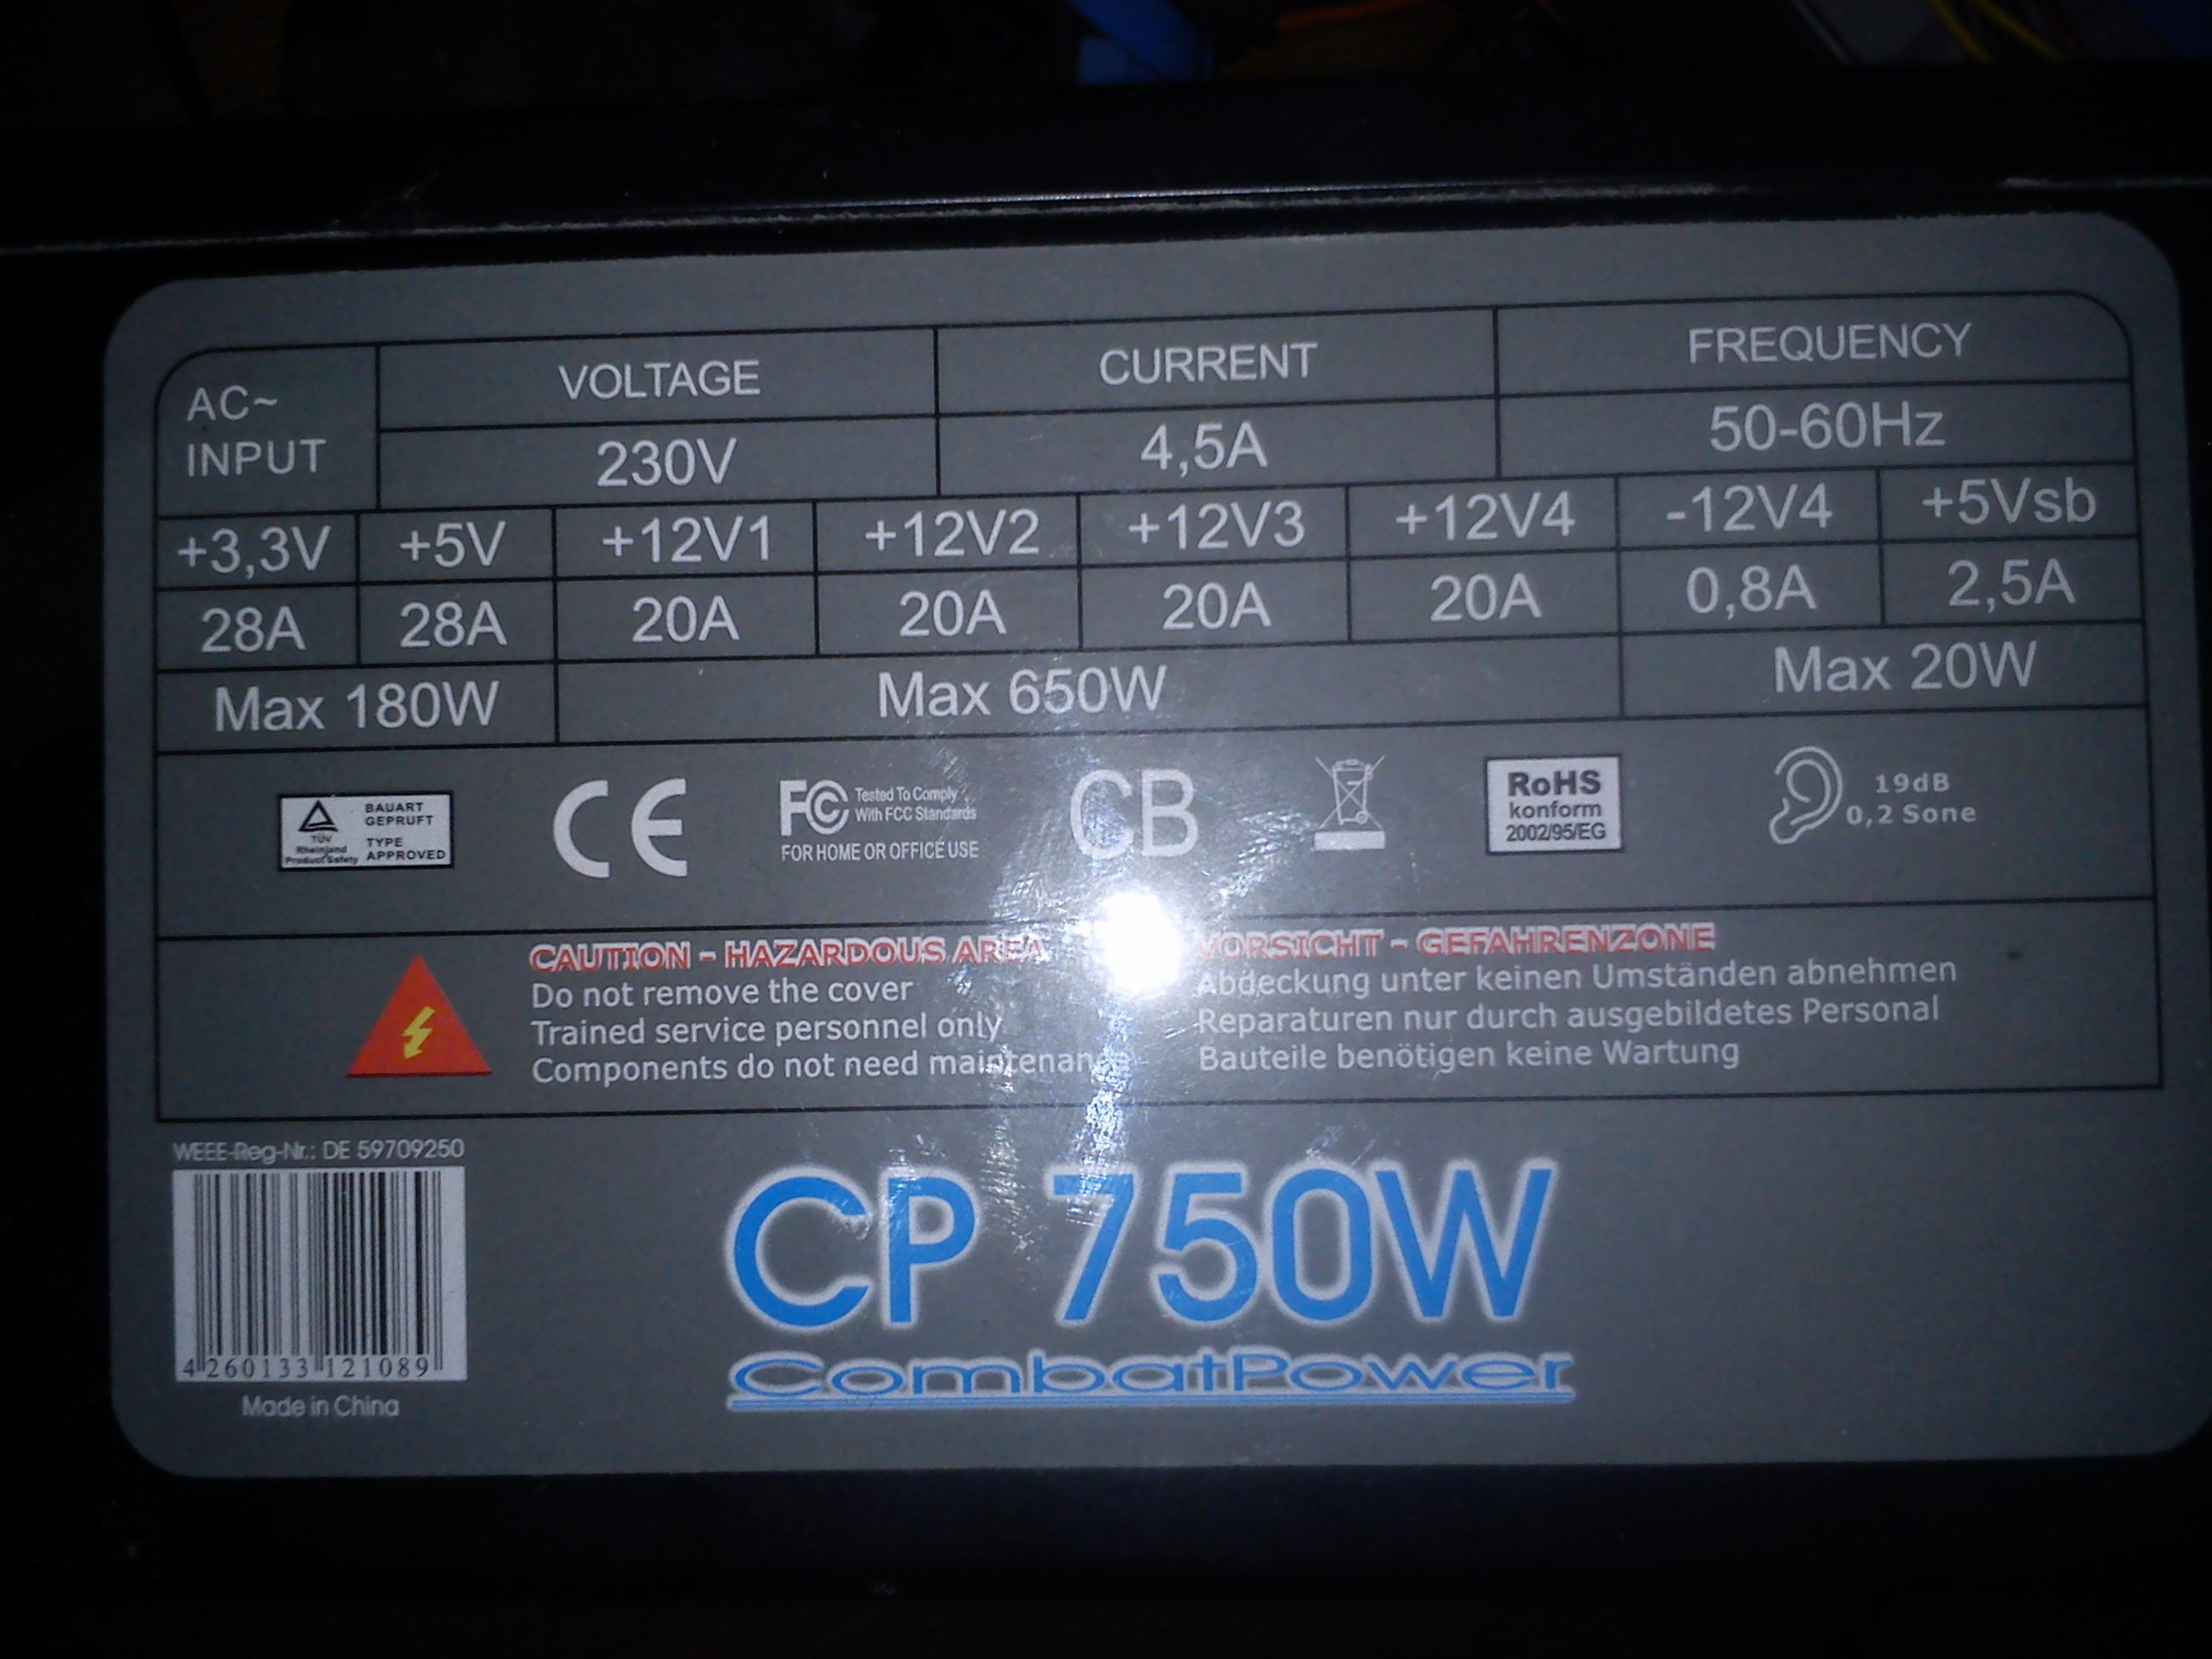 AC~ INPUT VOLTAGE CURRENT FREQUENCY
230V 4,5A 50-60Hz
+3,3V +5V +12V1 +12V2 +12V3 +12V4 -12V4 +5Vsb
28A 28A 20A 20A 20A 20A 0,8A 2,5A
Max 180W Max 650W Max 20W
TÜV
Rheinland
Product Safety
BAUART
GEPRUFT
TYPE
APPROVED
CE
FC Tested To Comply
With FCC Standards
FOR HOME OR OFFICE USE
CB
RoHS
konform
2002/95/EG
19dB
0,2 Sone
CAUTION - HAZARDOUS AREA
Do not remove the cover
Trained service personnel only
Components do not need maintenance
VORSICHT - GEFAHRENZONE
Abdeckung unter keinen Umständen abnehmen
Reparaturen nur durch ausgebildetes Personal
Bauteile benötigen keine Wartung
WEEE-Reg-Nr.: DE 59709250
4 260133 121089
Made in China
CP 750W
CombatPower